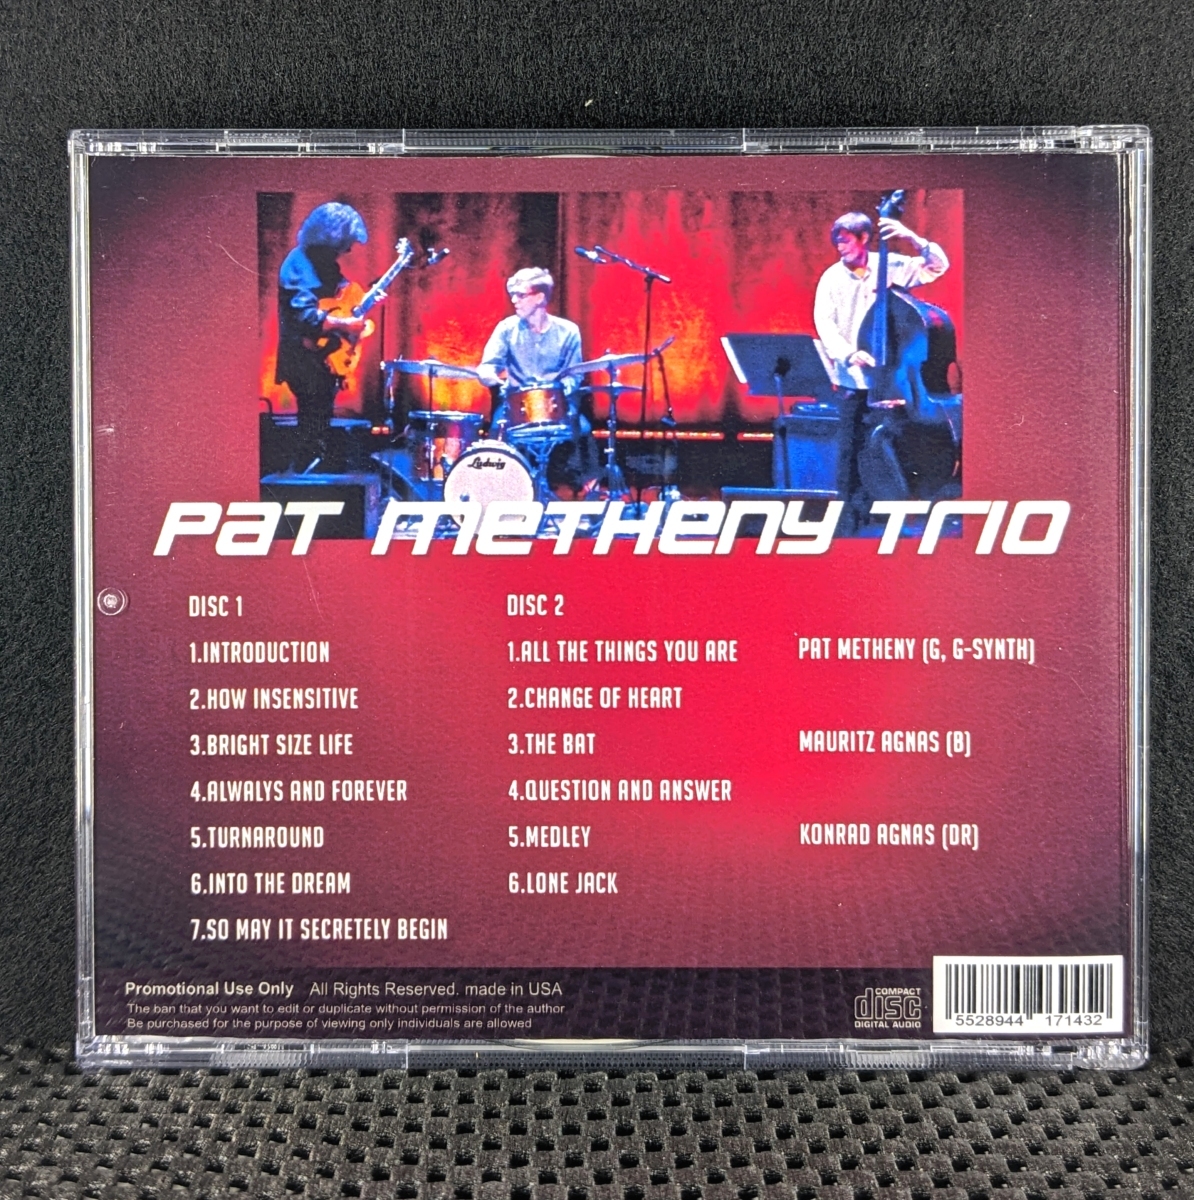 Ludwig
PAT METHENY TRIO
DISC 1
1.INTRODUCTION
2.HOW INSENSITIVE
3.BRIGHT SIZE LIFE
4.ALWALYS AND FOREVER
5.TURNAROUND
6.INTO THE DREAM
7.SO MAY IT SECRETELY BEGIN
DISC 2
1.ALL THE THINGS YOU ARE
2.CHANGE OF HEART
3.THE BAT
4.QUESTION AND ANSWER
5.MEDLEY
6.LONE JACK
PAT METHENY (G, G-SYNTH)
MAURITZ AGNAS (B)
KONRAD AGNAS (DR)
Promotional Use Only All Rights Reserved. made in USA
The ban that you want to edit or duplicate without permission of the author
Be purchased for the purpose of viewing only individuals are allowed
COMPACT
disc
DIGITAL AUDIO
5528944 171432